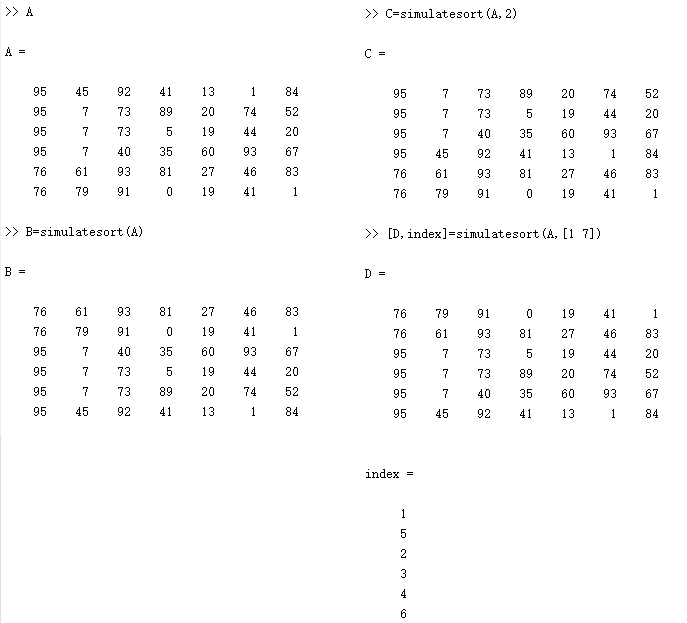 >> A
A =
95 45 92 41 13 1 84
95 7 73 89 20 74 52
95 7 73 5 19 44 20
95 7 40 35 60 93 67
76 61 93 81 27 46 83
76 79 91 0 19 41 1
>> B=simulatesort(A)
B =
76 61 93 81 27 46 83
76 79 91 0 19 41 1
95 7 40 35 60 93 67
95 7 73 5 19 44 20
95 7 73 89 20 74 52
95 45 92 41 13 1 84
>> C=simulatesort(A,2)
C =
95 7 73 89 20 74 52
95 7 73 5 19 44 20
95 7 40 35 60 93 67
95 45 92 41 13 1 84
76 61 93 81 27 46 83
76 79 91 0 19 41 1
>> [D,index]=simulatesort(A,[1 7])
D =
76 79 91 0 19 41 1
76 61 93 81 27 46 83
95 7 73 5 19 44 20
95 7 73 89 20 74 52
95 7 40 35 60 93 67
95 45 92 41 13 1 84
index =
1
5
2
3
4
6